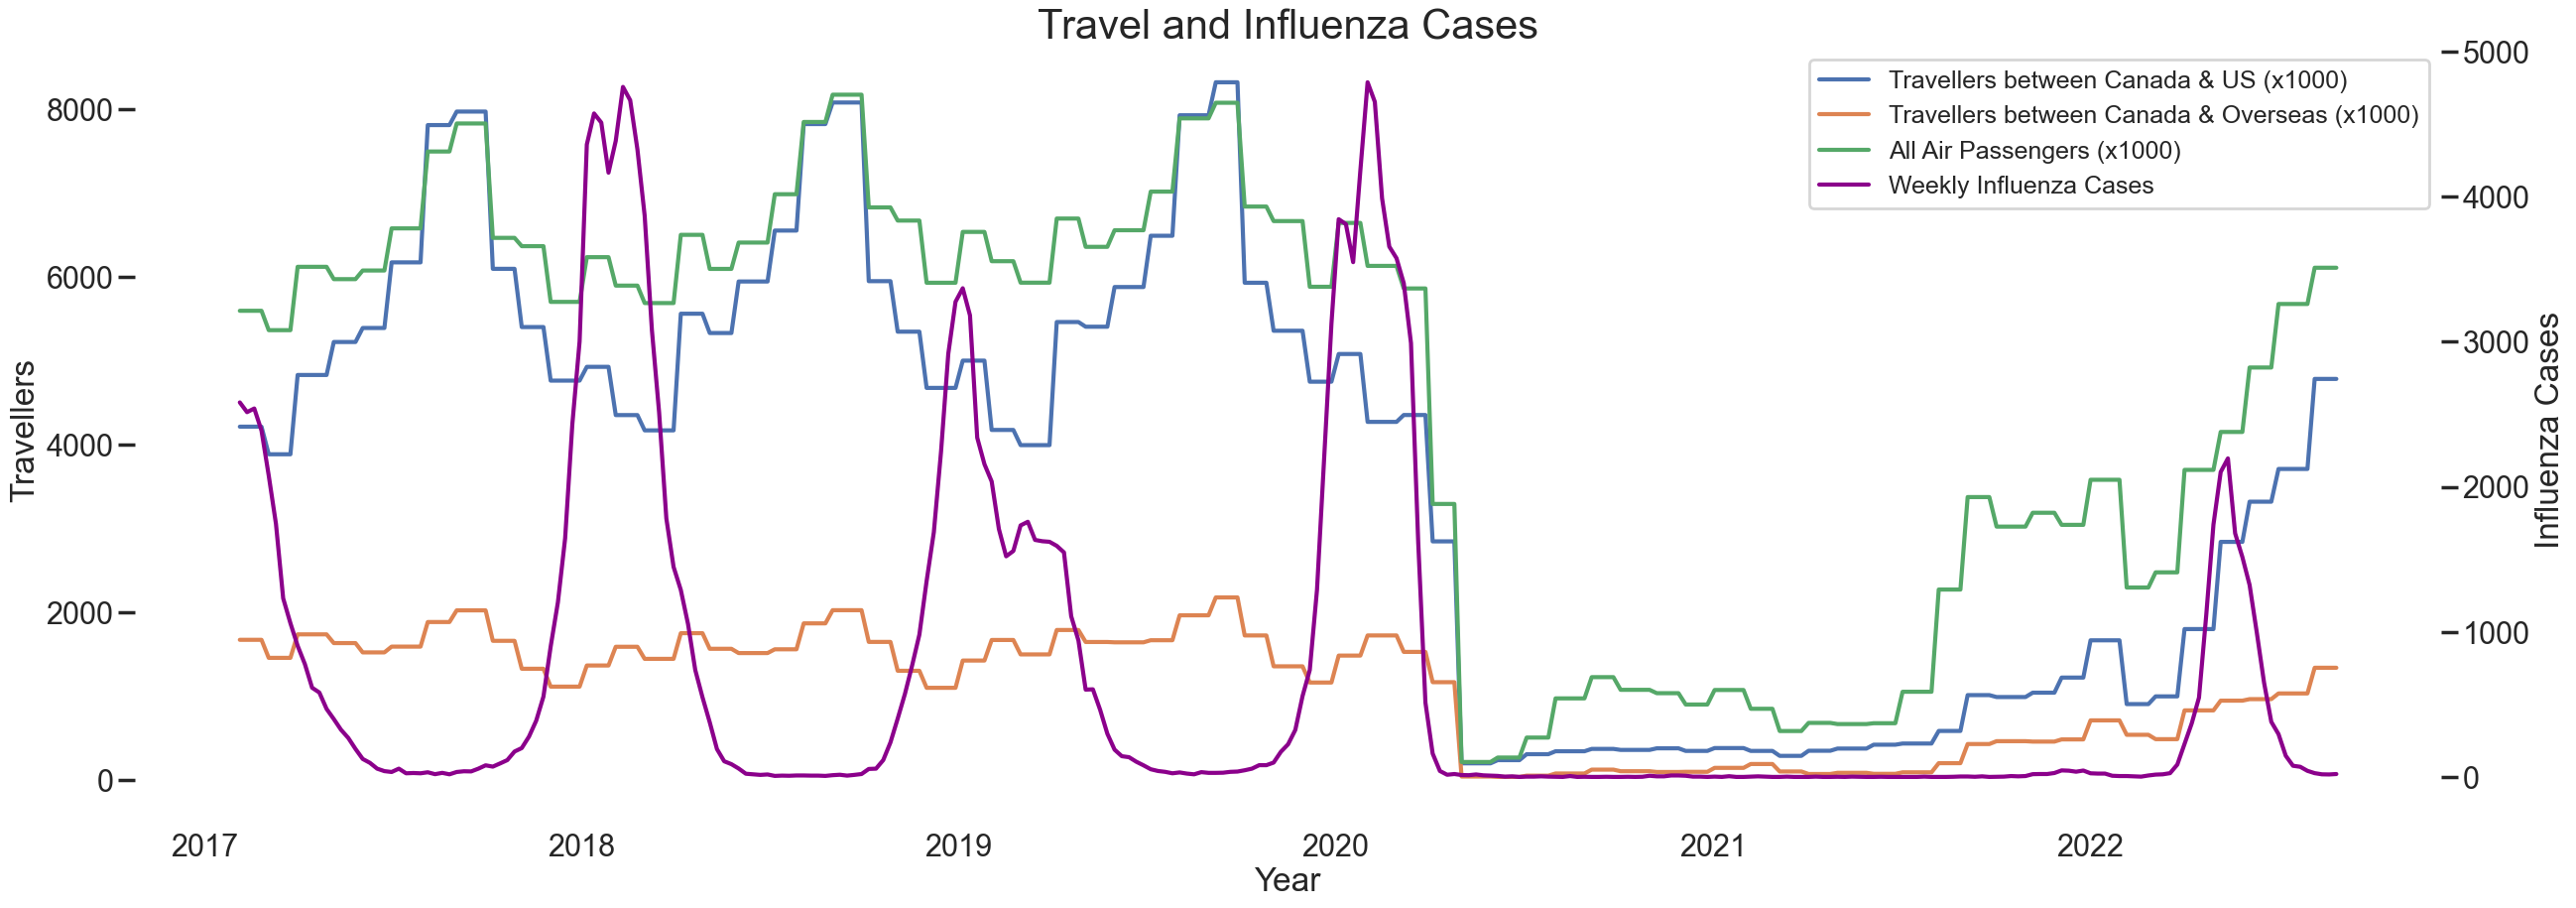 Travel and Influenza Cases
Travellers between Canada & US (x1000)
Travellers between Canada & Overseas (x1000)
All Air Passengers (x1000)
Weekly Influenza Cases
Travellers
8000
6000
4000
2000
0
5000
4000
3000
2000
1000
0
Influenza Cases
2017 2018 2019 2020 2021 2022
Year